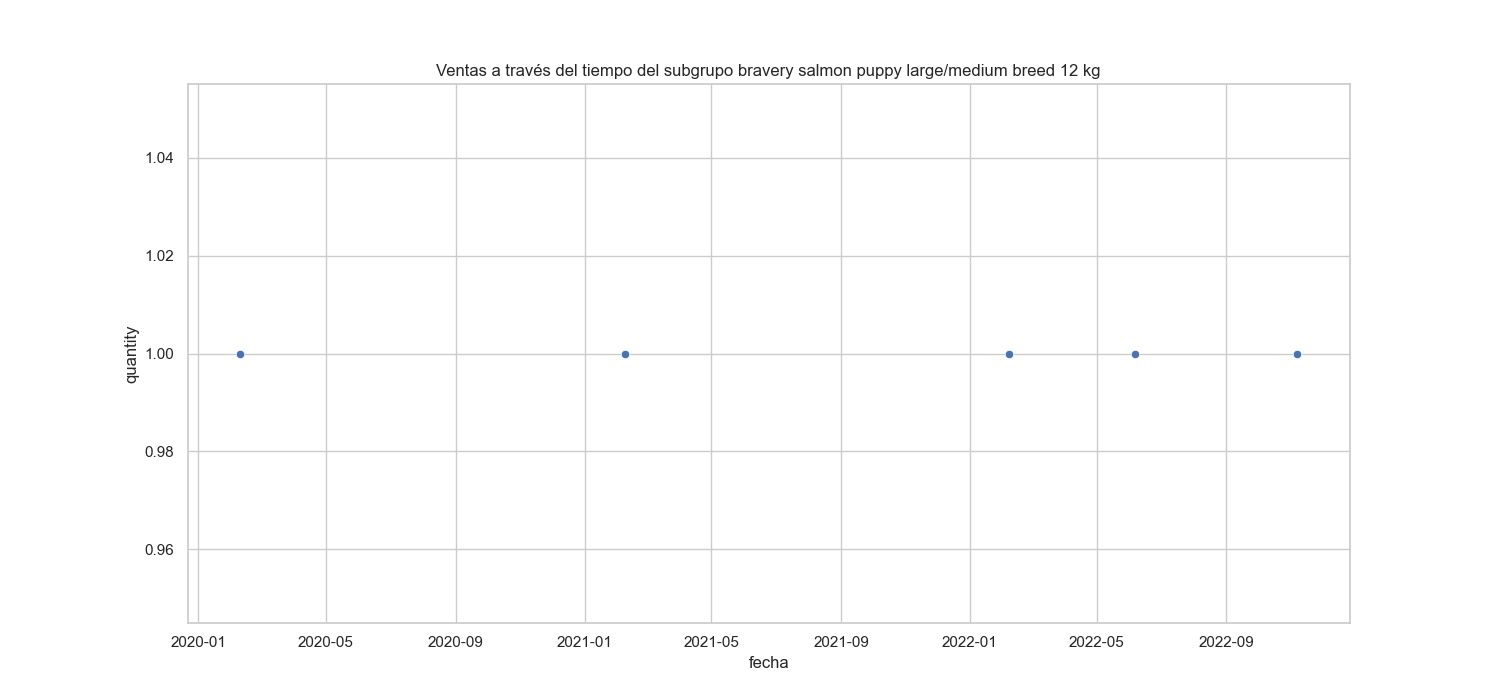 Ventas a través del tiempo del subgrupo bravery salmon puppy large/medium breed 12 kg
1.04
1.02
1.00
0.98
0.96
quantity
2020-01 2020-05 2020-09 2021-01 2021-05 2021-09 2022-01 2022-05 2022-09
fecha